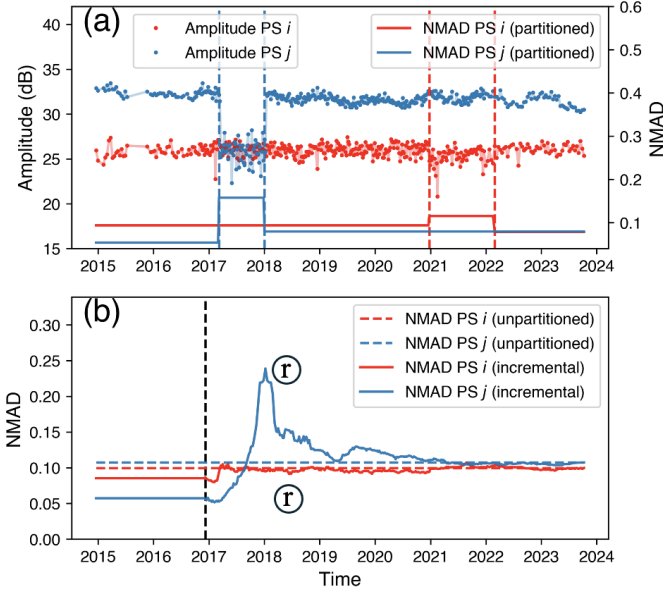 (a)
Amplitude PS i
Amplitude PS j
NMAD PS i (partitioned)
NMAD PS j (partitioned)
Amplitude (dB)
40
36
32
28
24
20
15
NMAD
0.6
0.5
0.4
0.3
0.2
0.1
2015 2016 2017 2018 2019 2020 2021 2022 2023 2024
(b)
NMAD PS i (unpartitioned)
NMAD PS j (unpartitioned)
NMAD PS i (incremental)
NMAD PS j (incremental)
r
r
NMAD
0.30
0.25
0.20
0.15
0.10
0.05
0.00
2015 2016 2017 2018 2019 2020 2021 2022 2023 2024
Time